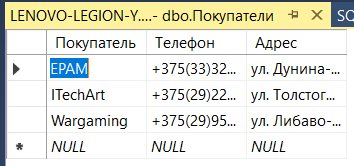 LENOVO-LEGION-Y....- dbo.Покупатели SQ
Покупатель Телефон Адрес
EPAM +375(33)32... ул. Дунина-...
ITechArt +375(29)22... ул. Толстог...
Wargaming +375(29)95... ул. Либаво-...
NULL NULL NULL